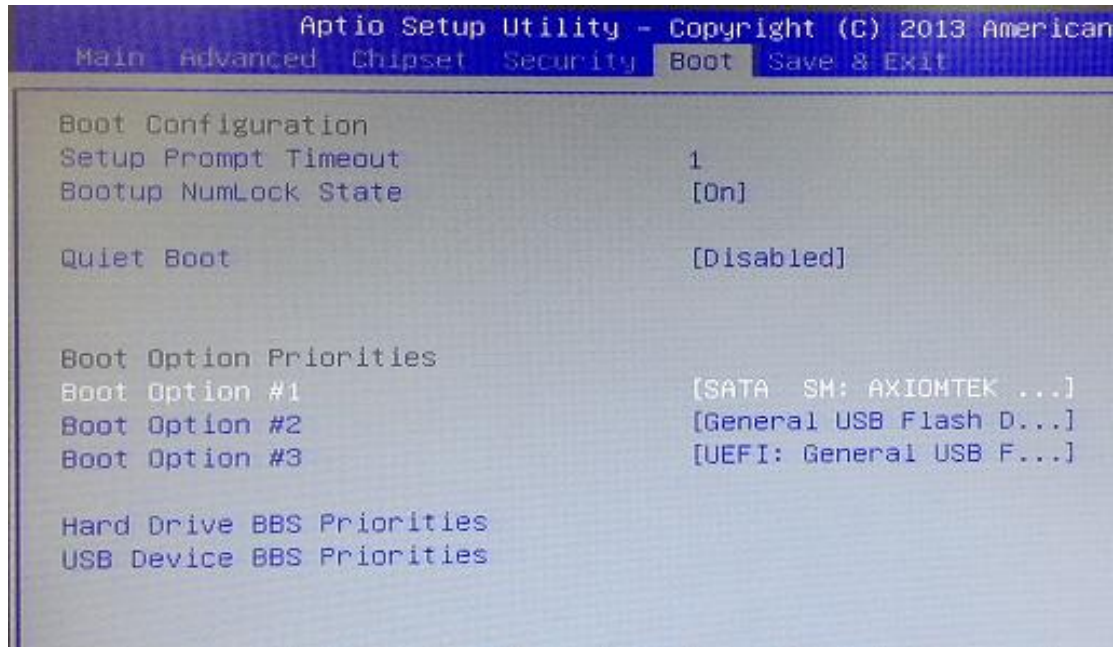 Aptio Setup Utility – Copyright (C) 2013 American
Main Advanced Chipset Security Boot Save & Exit
Boot Configuration
Setup Prompt Timeout 1
Bootup NumLock State [On]
Quiet Boot [Disabled]
Boot Option Priorities
Boot Option #1 [SATA SM: AXIOMTEK ...]
Boot Option #2 [General USB Flash D...]
Boot Option #3 [UEFI: General USB F...]
Hard Drive BBS Priorities
USB Device BBS Priorities